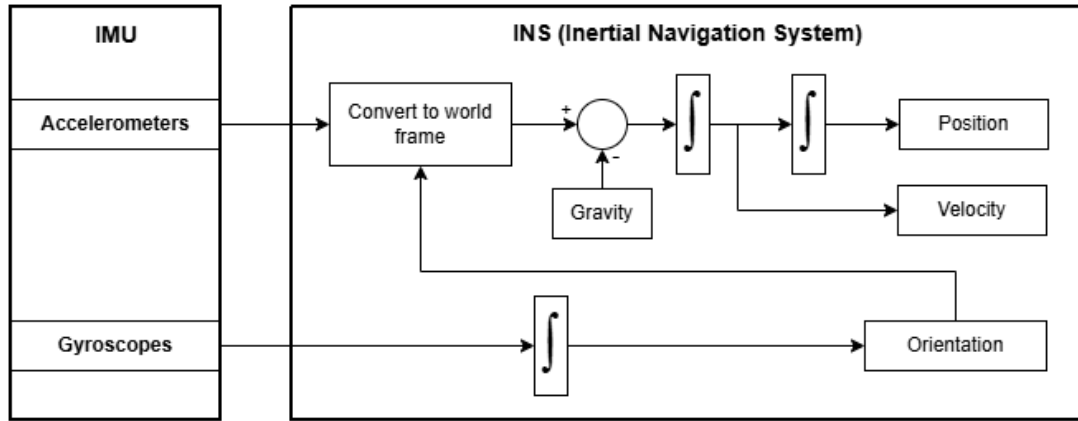 IMU
INS (Inertial Navigation System)
Accelerometers
Convert to world
frame
+
-
∫
∫
Position
Gravity
Velocity
Gyroscopes
∫
Orientation